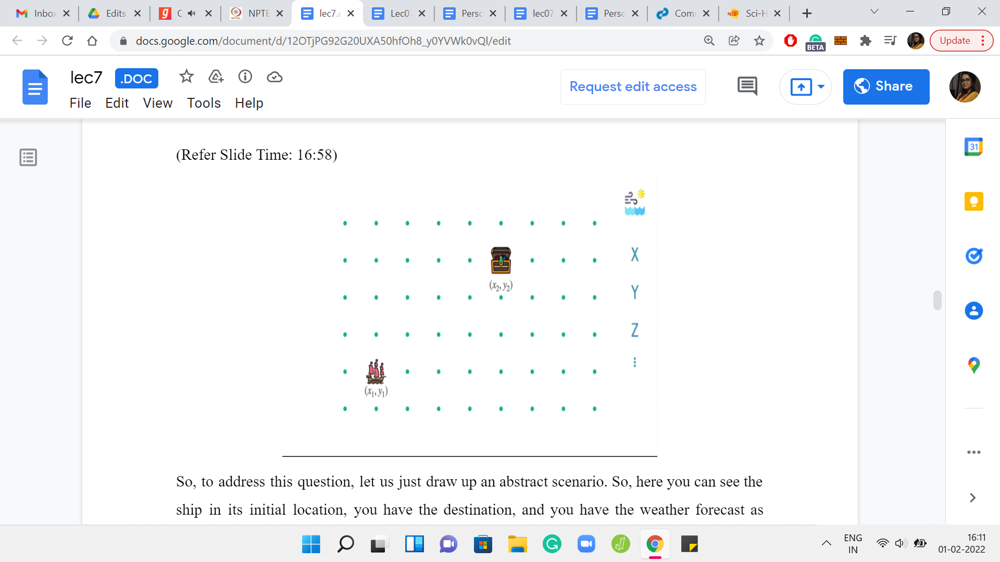 Inbox
Edits
C
NPTE
lec7.c
Lec07
Perso
lec07
Perso
Com
Sci-H
docs.google.com/document/d/12OTjPG92G20UXA50hfOh8_y0YVWk0vQl/edit
BETA
Update
lec7 .DOC
Request edit access
Share
File Edit View Tools Help
31
(Refer Slide Time: 16:58)
X
(x₂, y₂)
Y
Z
⋮
(x₁, y₁)
So, to address this question, let us just draw up an abstract scenario. So, here you can see the
ship in its initial location, you have the destination, and you have the weather forecast as
ENG
IN
16:11
01-02-2022